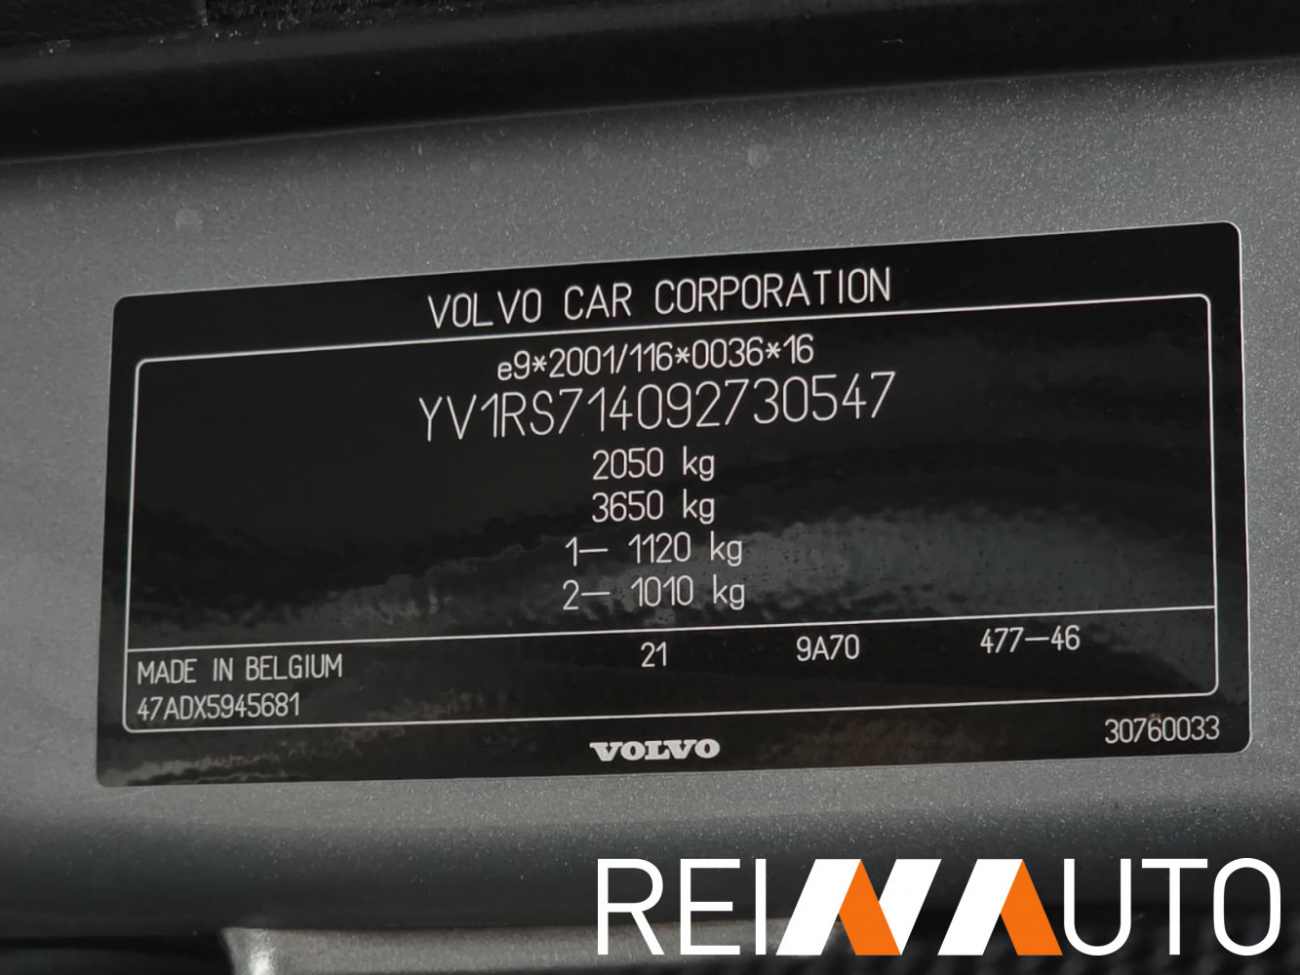 VOLVO CAR CORPORATION
e9*2001/116*0036*16
YV1RS714092730547
2050 kg
3650 kg
1– 1120 kg
2– 1010 kg
MADE IN BELGIUM 21 9A70 477–46
47ADX5945681
VOLVO
30760033
REINAUTO